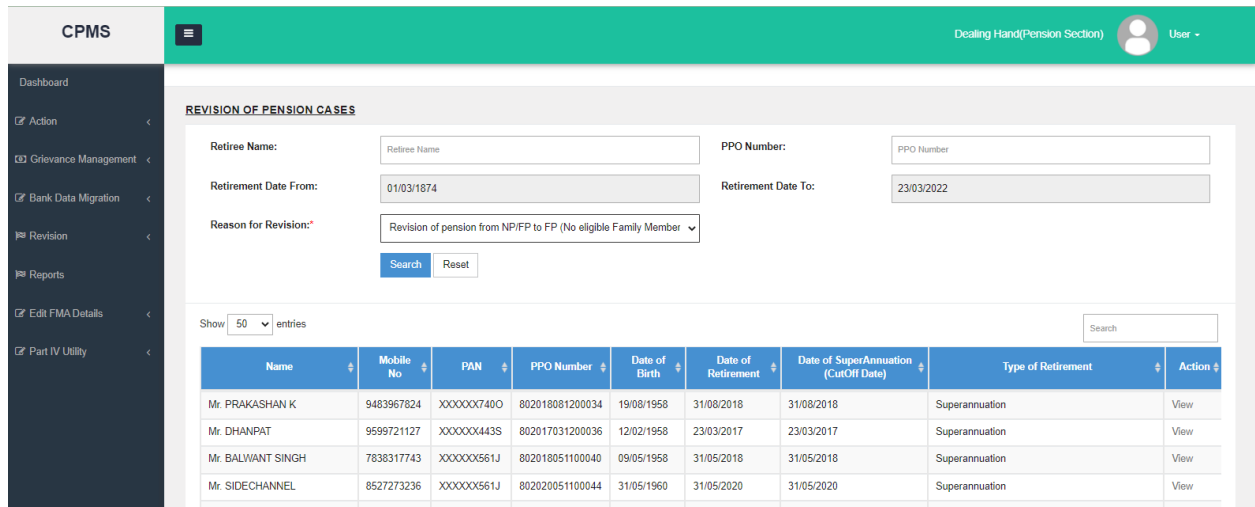 CPMS
Dealing Hand(Pension Section) User
Dashboard
Action
Grievance Management
Bank Data Migration
Revision
Reports
Edit FMA Details
Part IV Utility
REVISION OF PENSION CASES
Retiree Name: Retiree Name PPO Number: PPO Number
Retirement Date From: 01/03/1874 Retirement Date To: 23/03/2022
Reason for Revision:* Revision of pension from NP/FP to FP (No eligible Family Member
Search Reset
Show 50 entries Search
Name Mobile No PAN PPO Number Date of Birth Date of Retirement Date of SuperAnnuation (CutOff Date) Type of Retirement Action
Mr. PRAKASHAN K 9483967824 XXXXXX740O 802018081200034 19/08/1958 31/08/2018 31/08/2018 Superannuation View
Mr. DHANPAT 9599721127 XXXXXX443S 802017031200036 12/02/1958 23/03/2017 23/03/2017 Superannuation View
Mr. BALWANT SINGH 7838317743 XXXXXX561J 802018051100040 09/05/1958 31/05/2018 31/05/2018 Superannuation View
Mr. SIDECHANNEL 8527273236 XXXXXX561J 802020051100044 31/05/1960 31/05/2020 31/05/2020 Superannuation View